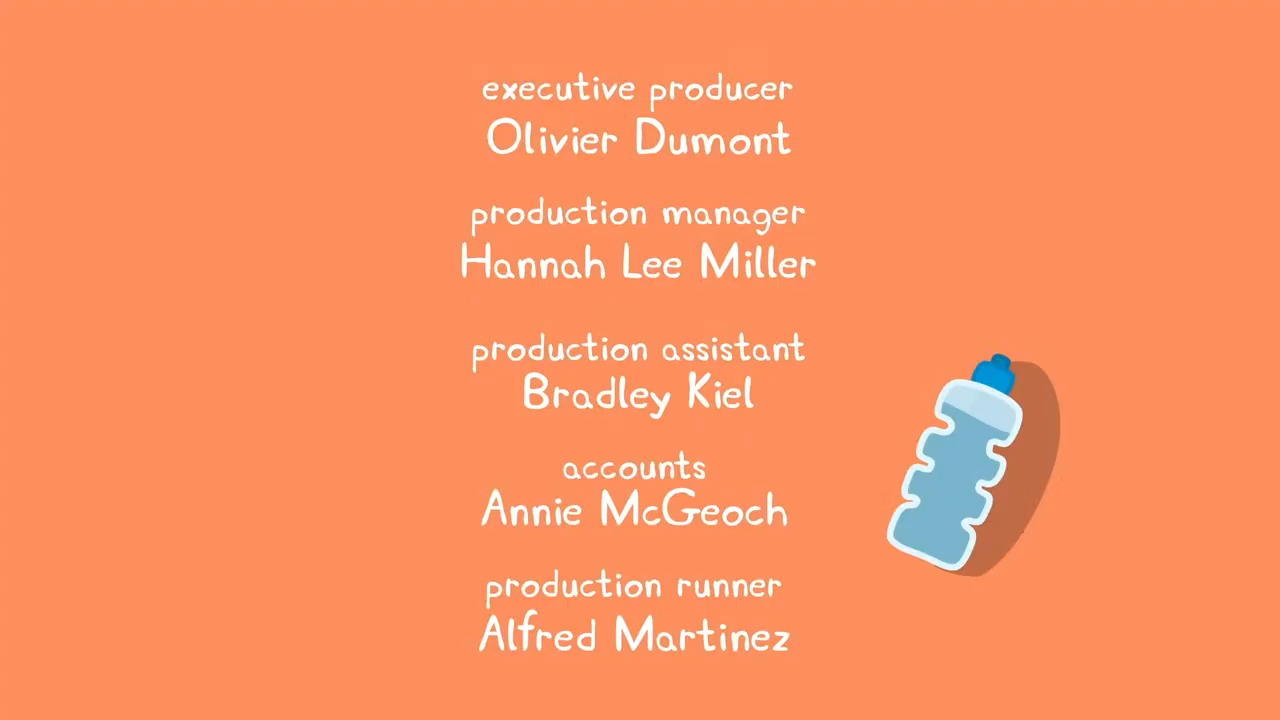 executive producer
Olivier Dumont
production manager
Hannah Lee Miller
production assistant
Bradley Kiel
accounts
Annie McGeoch
production runner
Alfred Martinez